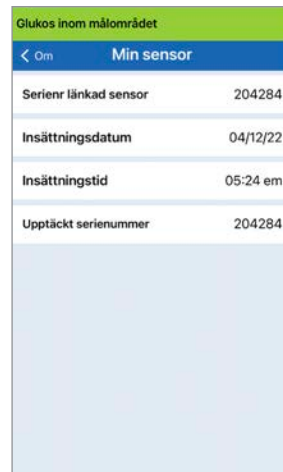 Glukos inom målområdet
Om Min sensor
Serienr länkad sensor 204284
Insättningsdatum 04/12/22
Insättningstid 05:24 em
Upptäckt serienummer 204284